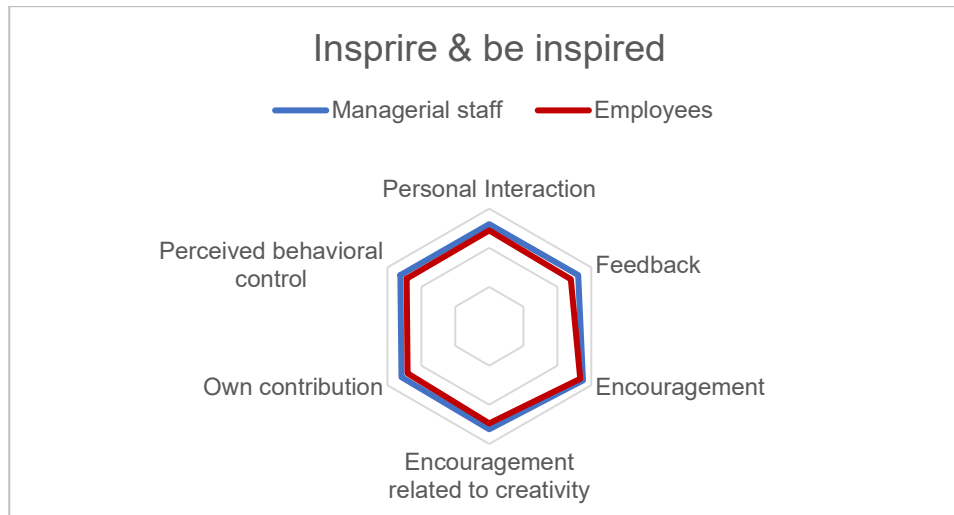 Insprire & be inspired
Managerial staff
Employees
Personal Interaction
Perceived behavioral
control
Feedback
Own contribution
Encouragement
Encouragement
related to creativity